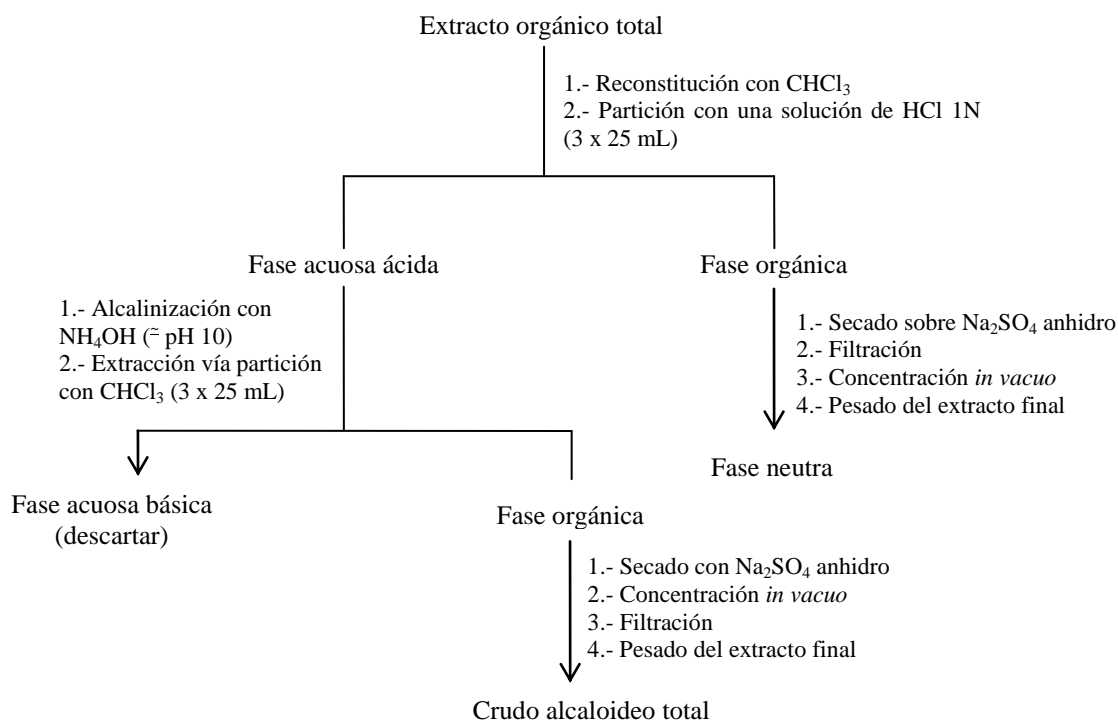 Extracto orgánico total
1.- Reconstitución con CHCl3
2.- Partición con una solución de HCl 1N
(3 x 25 mL)
Fase acuosa ácida
Fase orgánica
1.- Alcalinización con
NH4OH (≃ pH 10)
2.- Extracción vía partición
con CHCl3 (3 x 25 mL)
1.- Secado sobre Na2SO4 anhidro
2.- Filtración
3.- Concentración in vacuo
4.- Pesado del extracto final
Fase neutra
Fase acuosa básica
(descartar)
Fase orgánica
1.- Secado con Na2SO4 anhidro
2.- Concentración in vacuo
3.- Filtración
4.- Pesado del extracto final
Crudo alcaloideo total